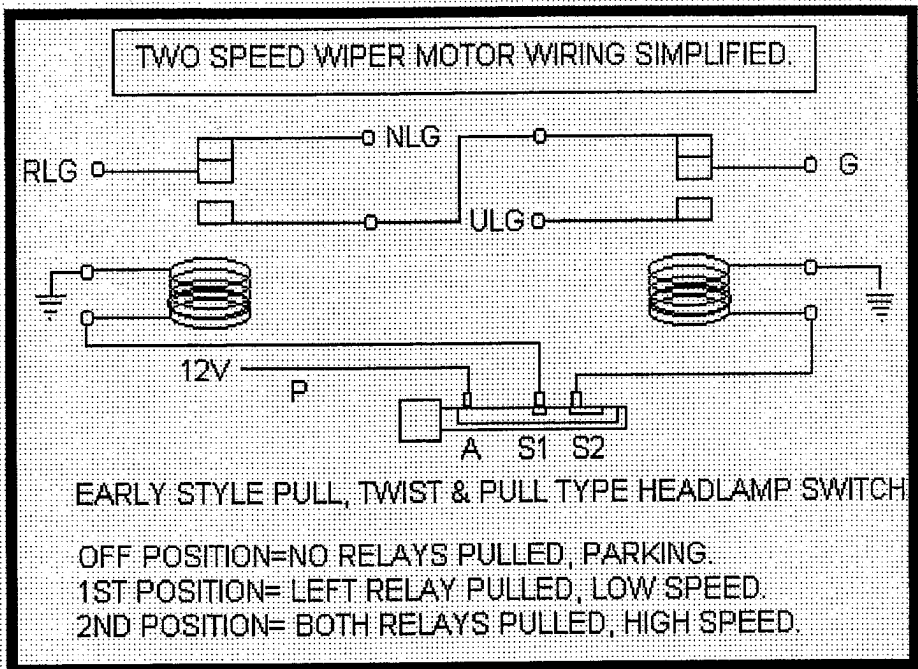 TWO SPEED WIPER MOTOR WIRING SIMPLIFIED.
NLG
RLG
G
ULG
12V
P
A S1 S2
EARLY STYLE PULL, TWIST & PULL TYPE HEADLAMP SWITCH
OFF POSITION=NO RELAYS PULLED, PARKING.
1ST POSITION= LEFT RELAY PULLED, LOW SPEED.
2ND POSITION= BOTH RELAYS PULLED, HIGH SPEED.